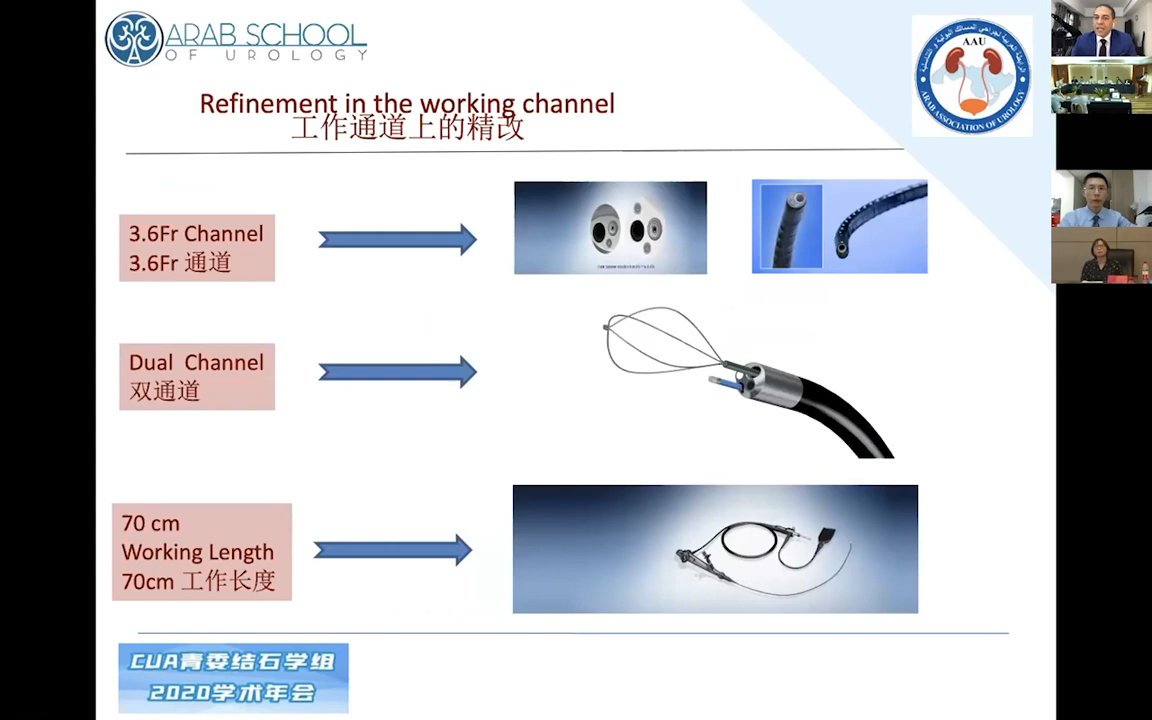 ARAB SCHOOL
OF UROLOGY
Refinement in the working channel
工作通道上的精改
AAU
ARAB ASSOCIATION OF UROLOGY
3.6Fr Channel
3.6Fr 通道
Dual Channel
双通道
70 cm
Working Length
70cm 工作长度
CUA青委结石学组
2020学术年会